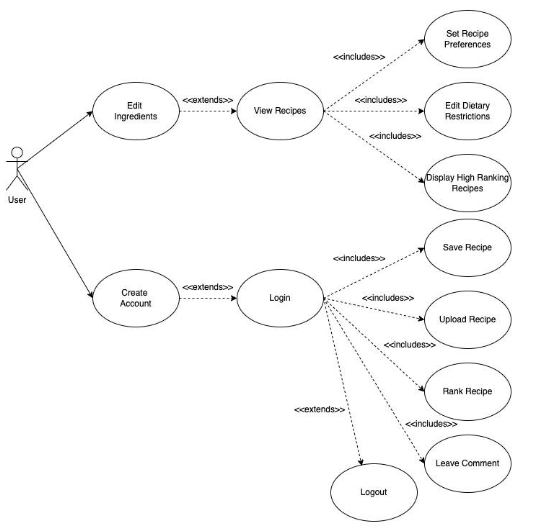 Set Recipe
Preferences
<<includes>>
Edit
Ingredients
<<extends>>
View Recipes
<<includes>>
Edit Dietary
Restrictions
<<includes>>
Display High Ranking
Recipes
User
Save Recipe
<<includes>>
Create
Account
<<extends>>
Login
<<includes>>
Upload Recipe
<<includes>>
Rank Recipe
<<extends>>
<<includes>>
Leave Comment
Logout